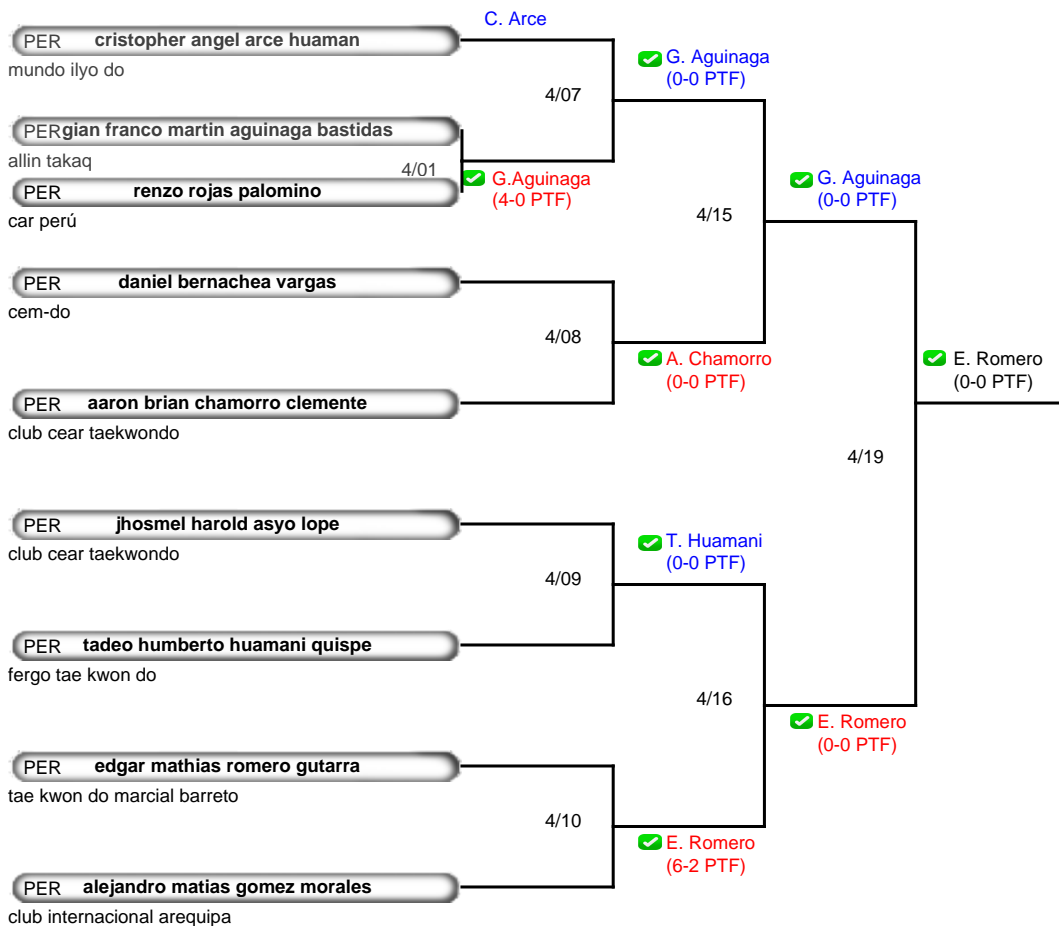 C. Arce
PER cristopher angel arce huaman
mundo ilyo do
G. Aguinaga
(0-0 PTF)
4/07
PER gian franco martin aguinaga bastidas
allin takaq
4/01
G.Aguinaga
(4-0 PTF)
PER renzo rojas palomino
car perú
G. Aguinaga
(0-0 PTF)
4/15
PER daniel bernachea vargas
cem-do
4/08
A. Chamorro
(0-0 PTF)
E. Romero
(0-0 PTF)
PER aaron brian chamorro clemente
club cear taekwondo
4/19
PER jhosmel harold asyo lope
club cear taekwondo
T. Huamani
(0-0 PTF)
4/09
PER tadeo humberto huamani quispe
fergo tae kwon do
4/16
E. Romero
(0-0 PTF)
PER edgar mathias romero gutarra
tae kwon do marcial barreto
4/10
E. Romero
(6-2 PTF)
PER alejandro matias gomez morales
club internacional arequipa